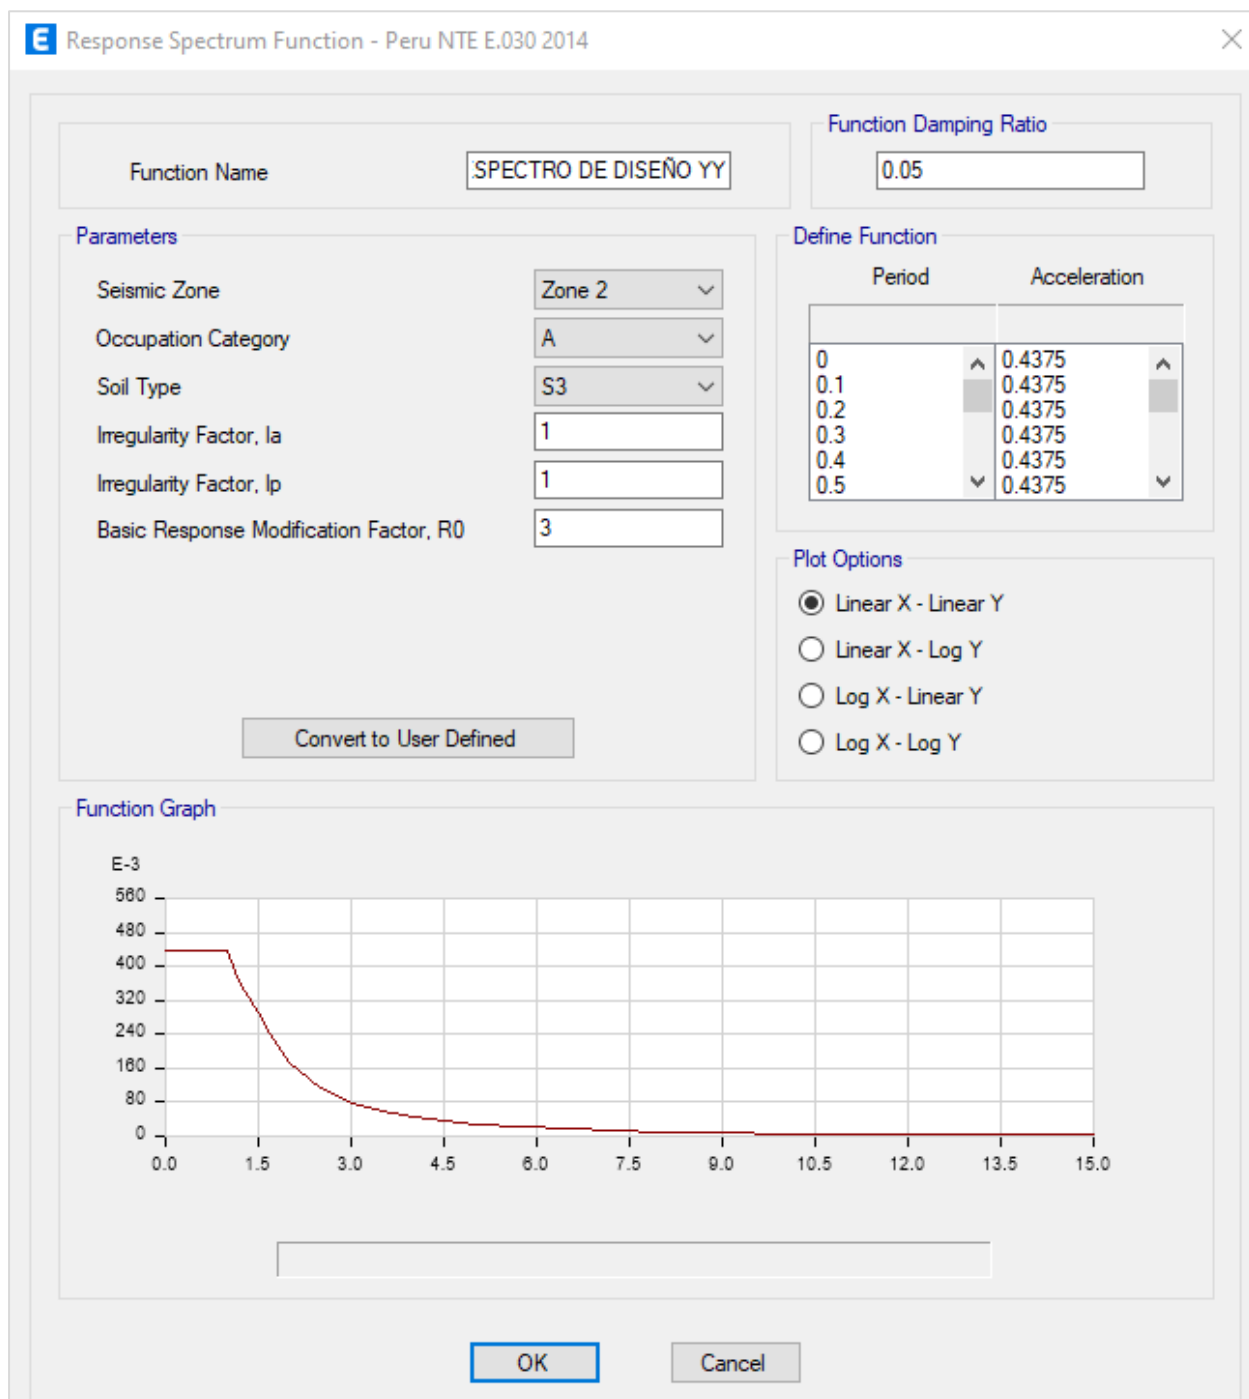 E Response Spectrum Function - Peru NTE E.030 2014
Function Name
SPECTRO DE DISEÑO YY
Function Damping Ratio
0.05
Parameters
Seismic Zone Zone 2
Occupation Category A
Soil Type S3
Irregularity Factor, Ia 1
Irregularity Factor, Ip 1
Basic Response Modification Factor, R0 3
Convert to User Defined
Define Function
Period Acceleration
0 0.4375
0.1 0.4375
0.2 0.4375
0.3 0.4375
0.4 0.4375
0.5 0.4375
Plot Options
Linear X - Linear Y
Linear X - Log Y
Log X - Linear Y
Log X - Log Y
Function Graph
E-3
560
480
400
320
240
160
80
0
0.0 1.5 3.0 4.5 6.0 7.5 9.0 10.5 12.0 13.5 15.0
OK Cancel